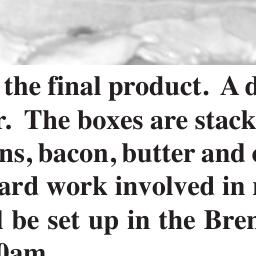 the final product. A d
r. The boxes are stack
ns, bacon, butter and
ard work involved in
l be set up in the Bren
0am